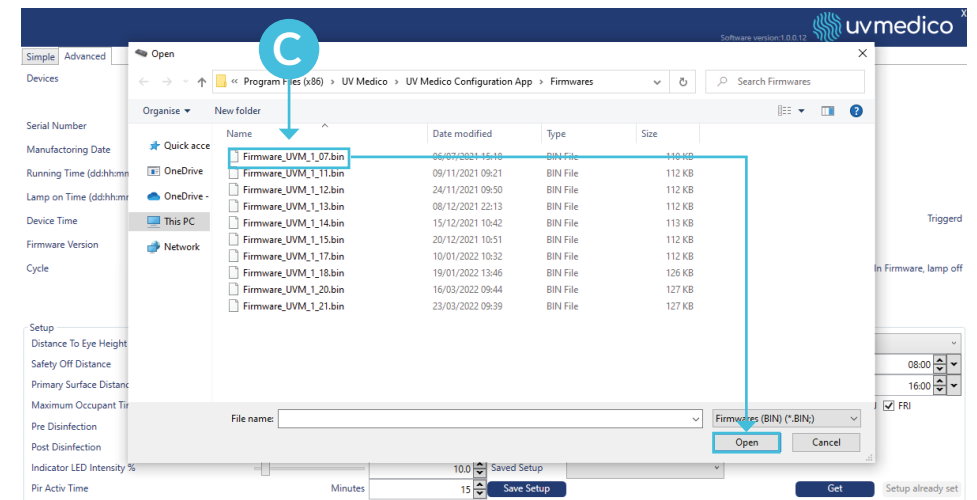 uvmedico
X
Software version:1.0.0.12
Simple Advanced
Open
C
« Program Files (x86) > UV Medico > UV Medico Configuration App > Firmwares
Search Firmwares
Devices
Organise New folder
Name Date modified Type Size
Serial Number
Manufactoring Date
Running Time (dd:hh:mm
Lamp on Time (dd:hh:mm
Device Time
Firmware Version
Cycle
Quick acce
OneDrive
OneDrive -
This PC
Network
Firmware_UVM_1_07.bin 06/07/2021 15:18 BIN File 110 KB
Firmware_UVM_1_11.bin 09/11/2021 09:21 BIN File 112 KB
Firmware_UVM_1_12.bin 24/11/2021 09:50 BIN File 112 KB
Firmware_UVM_1_13.bin 08/12/2021 22:13 BIN File 112 KB
Firmware_UVM_1_14.bin 15/12/2021 10:42 BIN File 113 KB
Firmware_UVM_1_15.bin 20/12/2021 10:51 BIN File 112 KB
Firmware_UVM_1_17.bin 10/01/2022 10:32 BIN File 112 KB
Firmware_UVM_1_18.bin 19/01/2022 13:46 BIN File 126 KB
Firmware_UVM_1_20.bin 16/03/2022 09:44 BIN File 127 KB
Firmware_UVM_1_21.bin 23/03/2022 09:39 BIN File 127 KB
Triggerd
In Firmware, lamp off
Setup
Distance To Eye Height
Safety Off Distance 08:00
Primary Surface Distanc 16:00
Maximum Occupant Tir FRI
File name: Firmwares (BIN) (*.BIN;)
Pre Disinfection
Open Cancel
Post Disinfection
Indicator LED Intensity % 10.0 Saved Setup
Pir Activ Time Minutes 15 Save Setup Get Setup already set